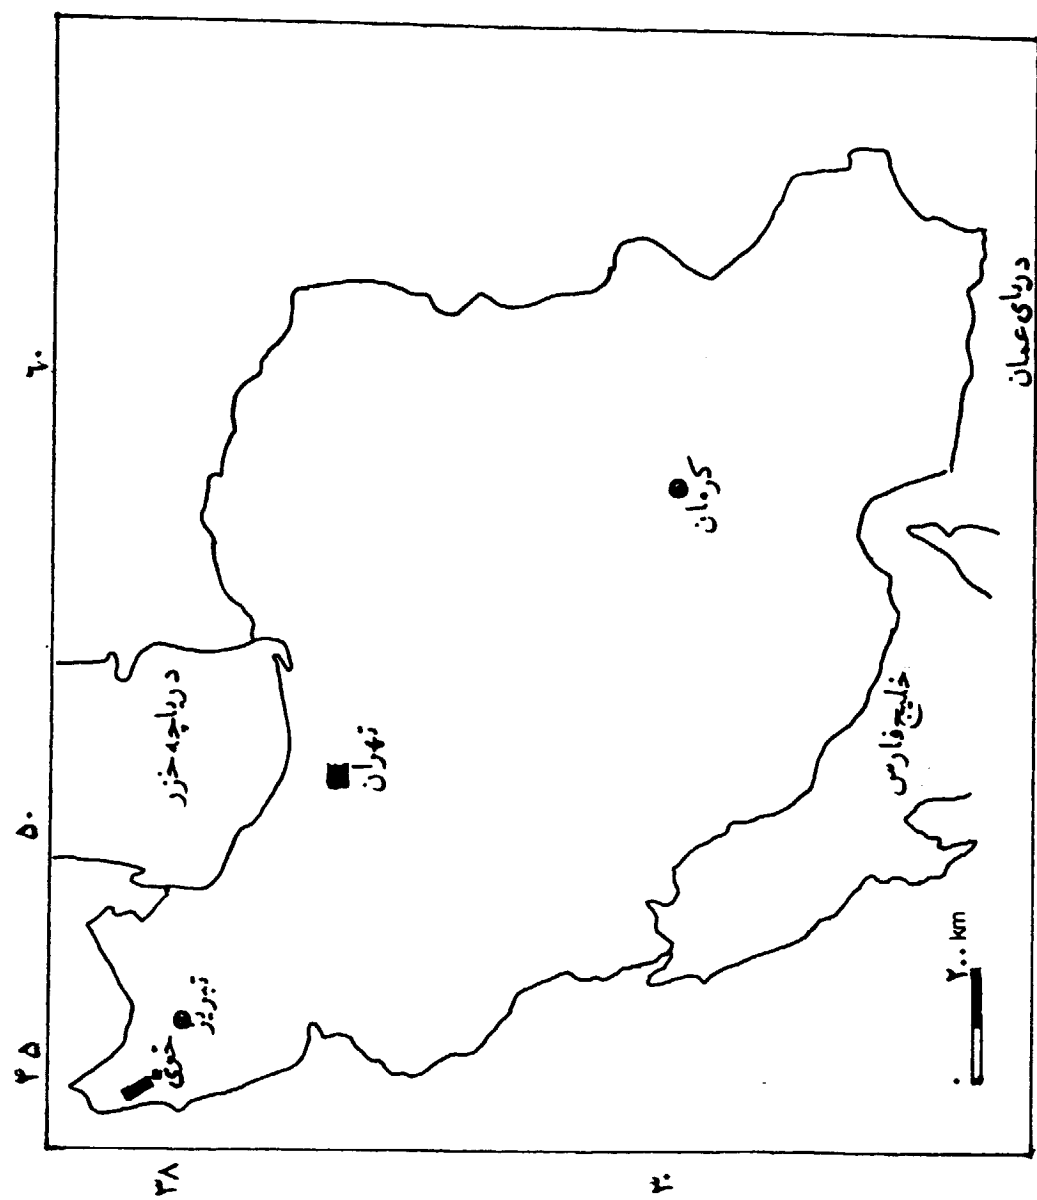 ۴۵
۵۰
۶۰
۳۸
۳۰
دریاچه خزر
خوی
تبریز
تهران
کرمان
خلیج فارس
دریای عمان
۰
۲۰۰ km